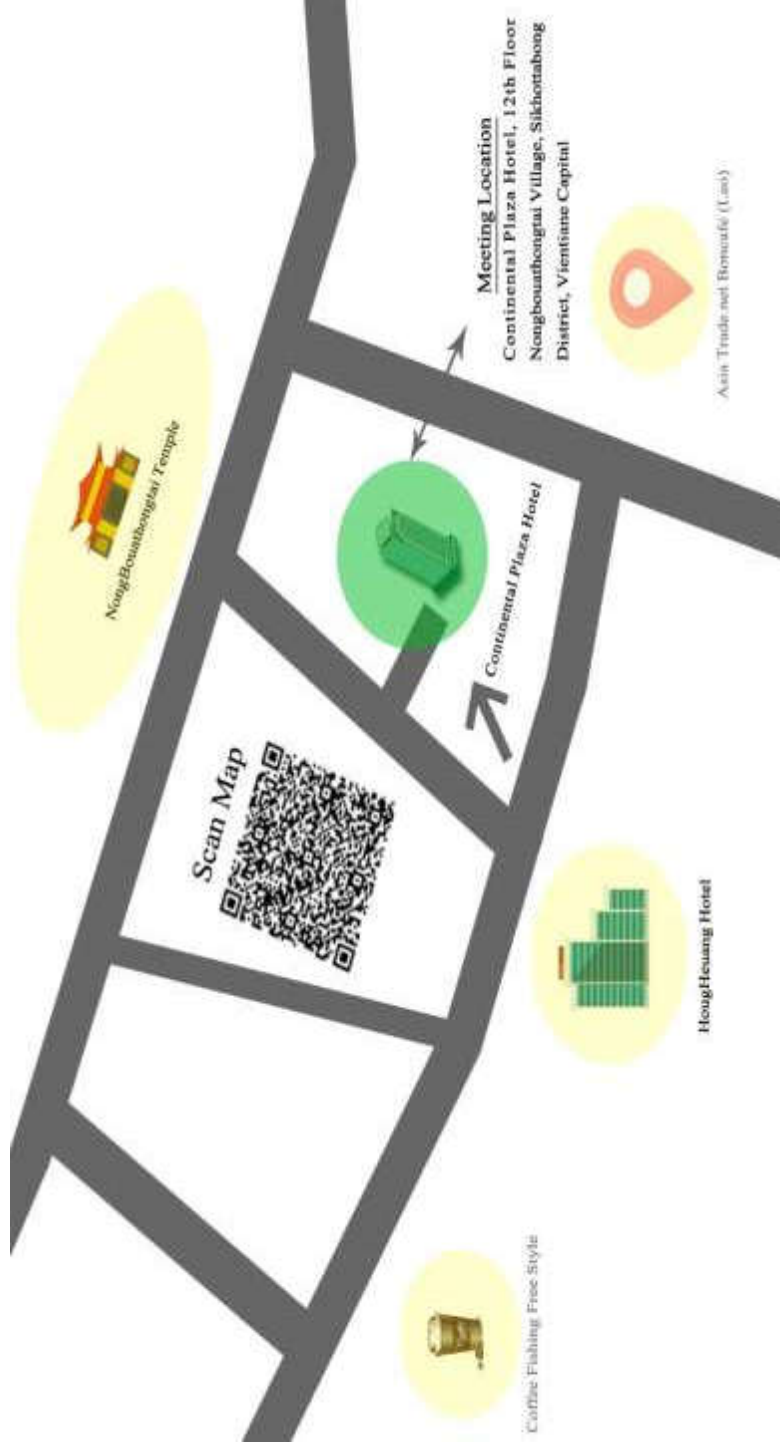 NongBouathongtai Temple
Meeting Location
Continental Plaza Hotel, 12th Floor
Nongbouathongtai Village, Sikhottabong
District, Vientiane Capital
Scan Map
Continental Plaza Hotel
Asia Trade.net Boncafé (Lao)
HougHeuang Hotel
Coffee Fishing Free Style